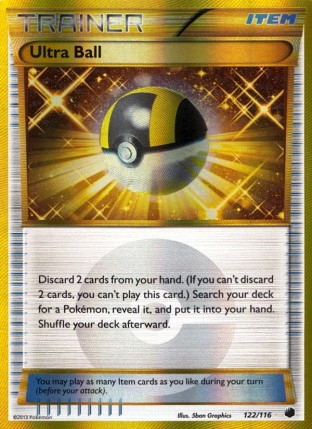 TRAINER ITEM
Ultra Ball
Discard 2 cards from your hand. (If you can't discard
2 cards, you can't play this card.) Search your deck
for a Pokémon, reveal it, and put it into your hand.
Shuffle your deck afterward.
You may play as many Item cards as you like during your turn
(before your attack).
©2013 Pokémon Illus. 5ban Graphics 122/116